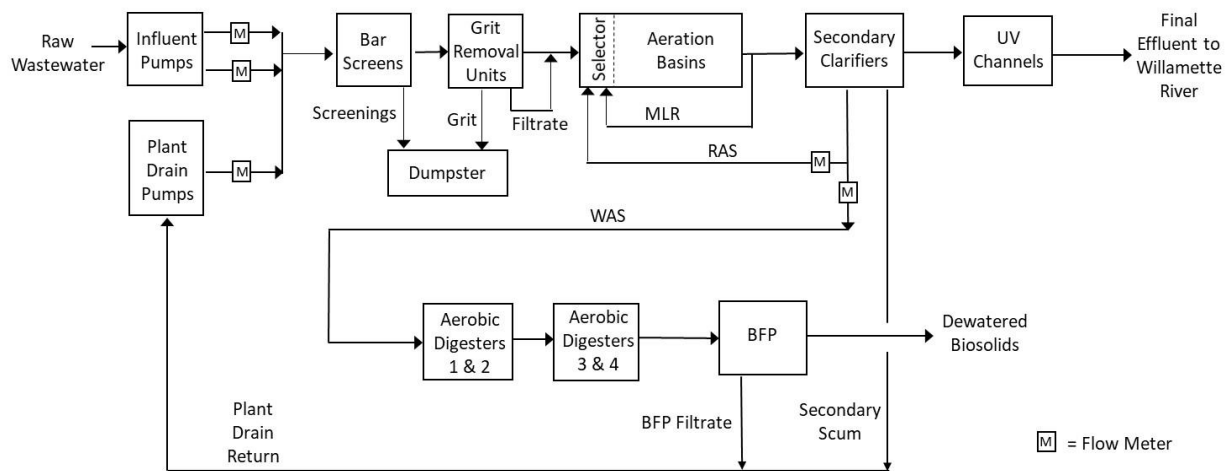 Raw
Wastewater
Influent
Pumps
M
M
Plant
Drain
Pumps
M
Bar
Screens
Screenings
Grit
Removal
Units
Grit
Filtrate
Dumpster
Selector
Aeration
Basins
MLR
RAS
M
M
WAS
Secondary
Clarifiers
UV
Channels
Final
Effluent to
Willamette
River
Aerobic
Digesters
1 & 2
Aerobic
Digesters
3 & 4
BFP
Dewatered
Biosolids
Plant
Drain
Return
BFP Filtrate
Secondary
Scum
M = Flow Meter